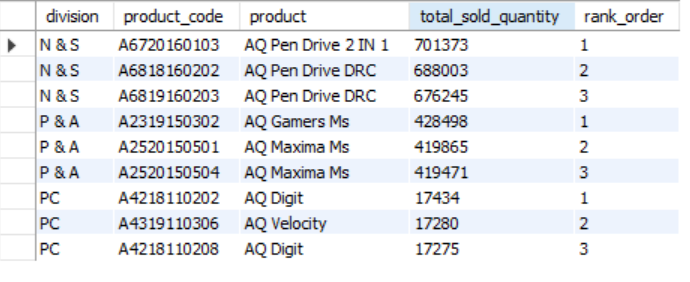 division product_code product total_sold_quantity rank_order
N & S A6720160103 AQ Pen Drive 2 IN 1 701373 1
N & S A6818160202 AQ Pen Drive DRC 688003 2
N & S A6819160203 AQ Pen Drive DRC 676245 3
P & A A2319150302 AQ Gamers Ms 428498 1
P & A A2520150501 AQ Maxima Ms 419865 2
P & A A2520150504 AQ Maxima Ms 419471 3
PC A4218110202 AQ Digit 17434 1
PC A4319110306 AQ Velocity 17280 2
PC A4218110208 AQ Digit 17275 3